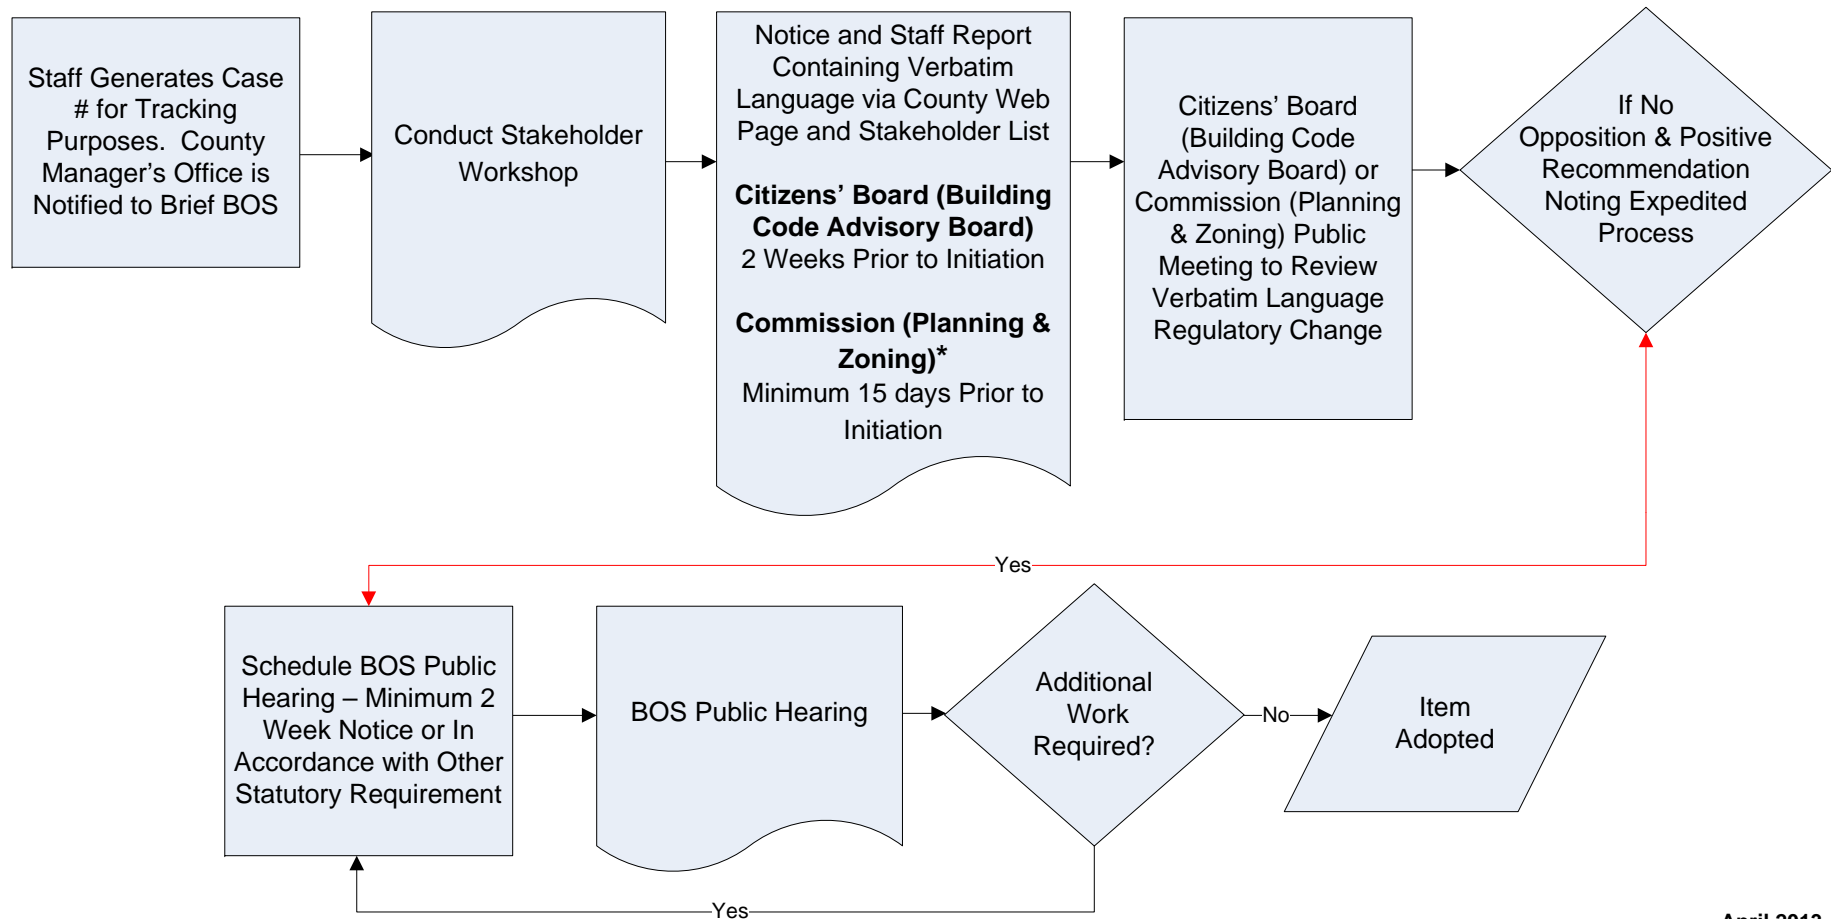 Staff Generates Case
# for Tracking
Purposes.  County
Manager's Office is
Notified to Brief BOS
Conduct Stakeholder
Workshop
Notice and Staff Report
Containing Verbatim
Language via County Web
Page and Stakeholder List
Citizens' Board (Building
Code Advisory Board)
2 Weeks Prior to Initiation
Commission (Planning &
Zoning)*
Minimum 15 days Prior to
Initiation
Citizens' Board
(Building Code
Advisory Board) or
Commission (Planning
& Zoning) Public
Meeting to Review
Verbatim Language
Regulatory Change
If No
Opposition & Positive
Recommendation
Noting Expedited
Process
Yes
Schedule BOS Public
Hearing – Minimum 2
Week Notice or In
Accordance with Other
Statutory Requirement
BOS Public Hearing
Additional
Work
Required?
No
Item
Adopted
Yes
April 2013